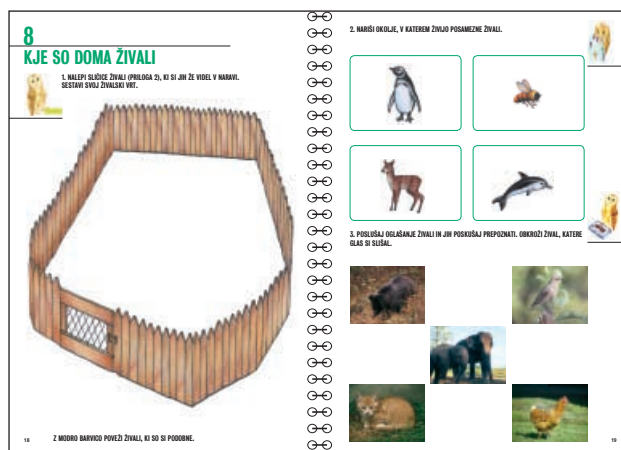 8
KJE SO DOMA ŽIVALI
1. NALEPI SLIČICE ŽIVALI (PRILOGA 2), KI SI JIH ŽE VIDEL V NARAVI.
SESTAVI SVOJ ŽIVALSKI VRT.
18
Z MODRO BARVICO POVEŽI ŽIVALI, KI SO SI PODOBNE.
2. NARIŠI OKOLJE, V KATEREM ŽIVIJO POSAMEZNE ŽIVALI.
3. POSLUŠAJ OGLAŠANJE ŽIVALI IN JIH POSKUŠAJ PREPOZNATI. OBKROŽI ŽIVAL, KATERE
GLAS SI SLIŠAL.
19